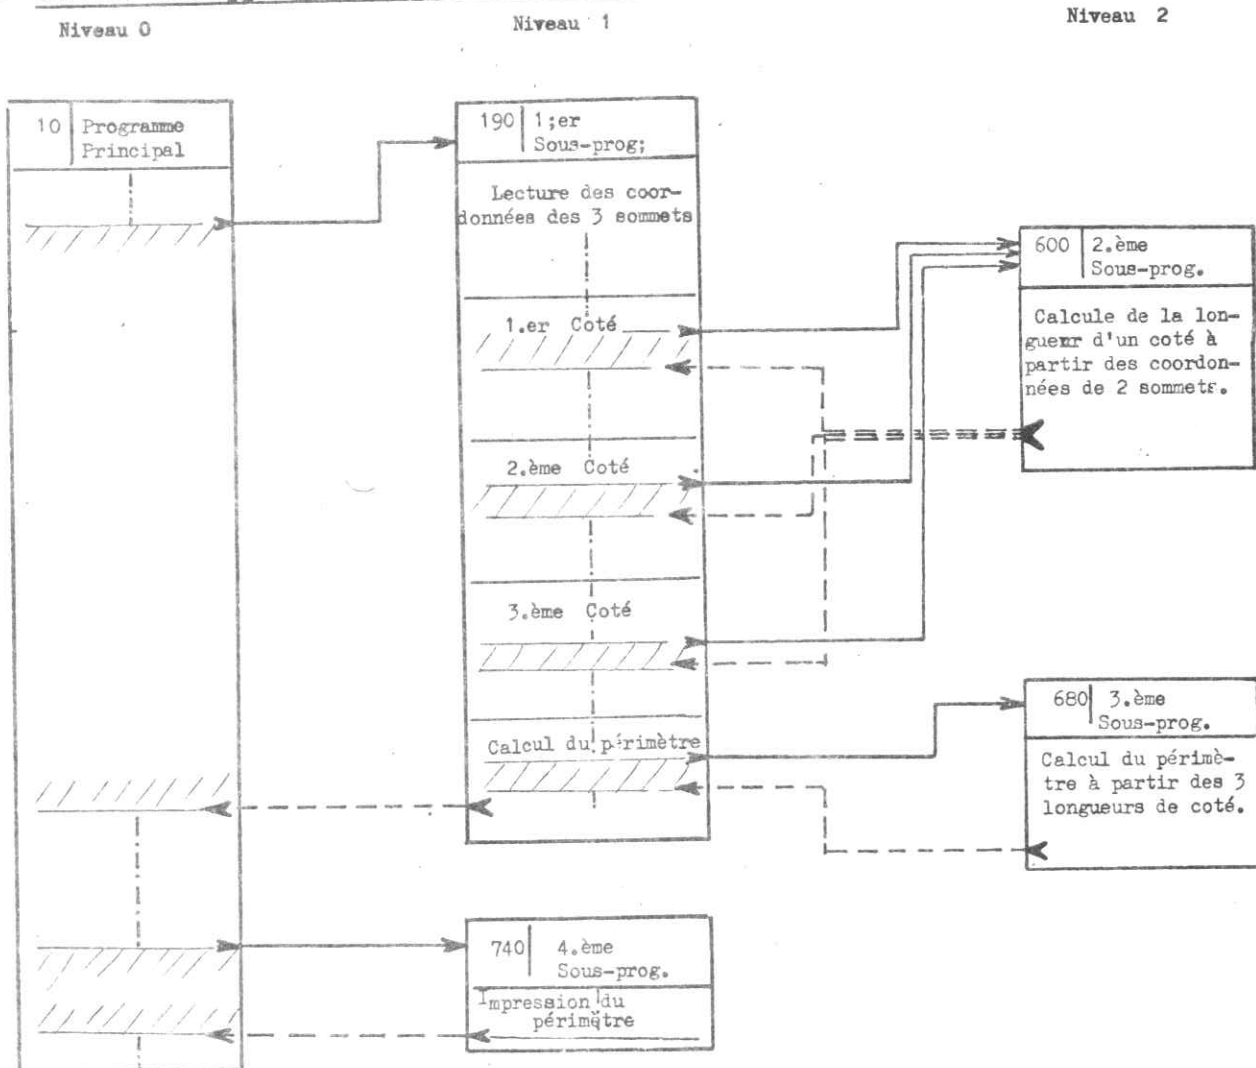 Niveau 0
Niveau 1
Niveau 2
10 Programme
Principal
190 1;er
Sous-prog;
Lecture des coor-
données des 3 sommets
1.er Coté
2.ème Coté
3.ème Coté
Calcul du périmètre
600 2.ème
Sous-prog.
Calcule de la lon-
gueur d'un coté à
partir des coordon-
nées de 2 sommets.
680 3.ème
Sous-prog.
Calcul du périmè-
tre à partir des 3
longueurs de coté.
740 4.ème
Sous-prog.
Impression du
périmètre